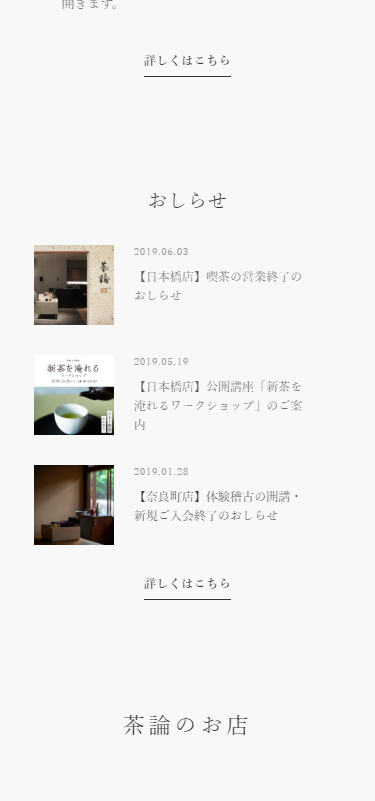 開きます。
詳しくはこちら
おしらせ
2019.06.03
【日本橋店】喫茶の営業終了の
おしらせ
茶論
2019.05.19
【日本橋店】公開講座「新茶を
淹れるワークショップ」のご案
内
新茶を淹れる
ワークショップ
2019.01.28
【奈良町店】体験稽古の開講・
新規ご入会終了のおしらせ
詳しくはこちら
茶論のお店